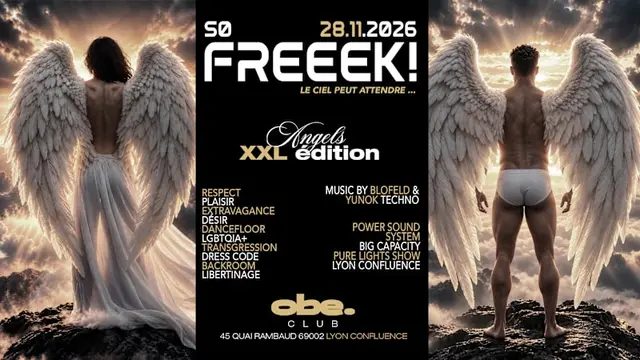 SØ 28.11.2026
FREEEK!
LE CIEL PEUT ATTENDRE ...
Angels
XXL édition
RESPECT
PLAISIR
EXTRAVAGANCE
DÉSIR
DANCEFLOOR
LGBTQIA+
TRANSGRESSION
DRESS CODE
BACKROOM
LIBERTINAGE
MUSIC BY BLOFELD &
YUNOK TECHNO
POWER SOUND
SYSTEM
BIG CAPACITY
PURE LIGHTS SHOW
LYON CONFLUENCE
obe.
CLUB
45 QUAI RAMBAUD 69002 LYON CONFLUENCE